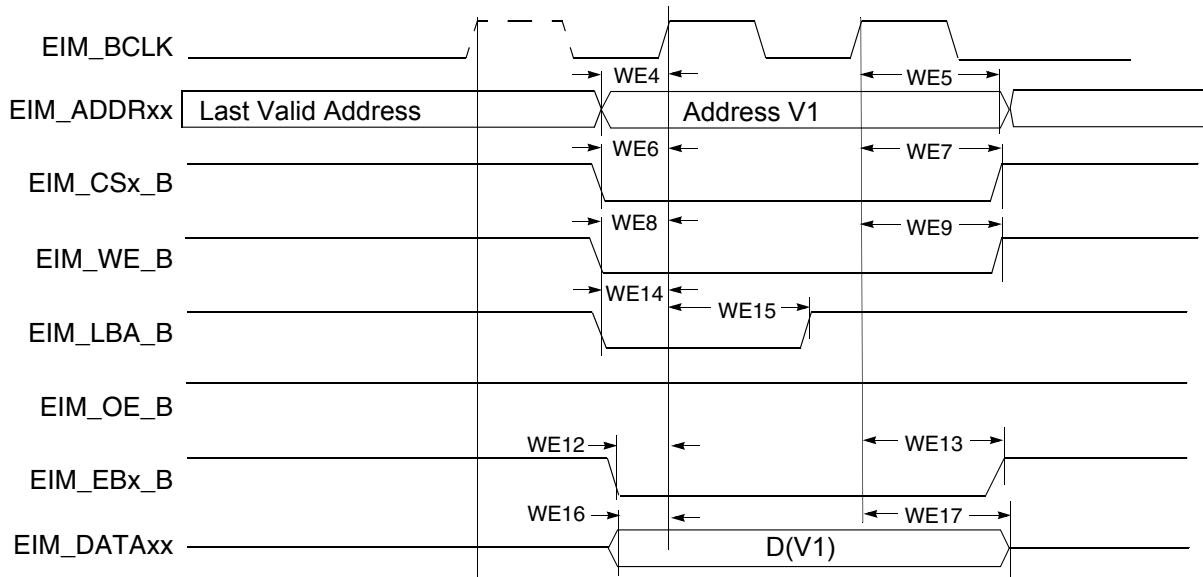 EIM_BCLK
WE4
WE5
EIM_ADDRxx
Last Valid Address
Address V1
WE6
WE7
EIM_CSx_B
WE8
WE9
EIM_WE_B
WE14
WE15
EIM_LBA_B
EIM_OE_B
WE12
WE13
EIM_EBx_B
WE16
WE17
EIM_DATAxx
D(V1)